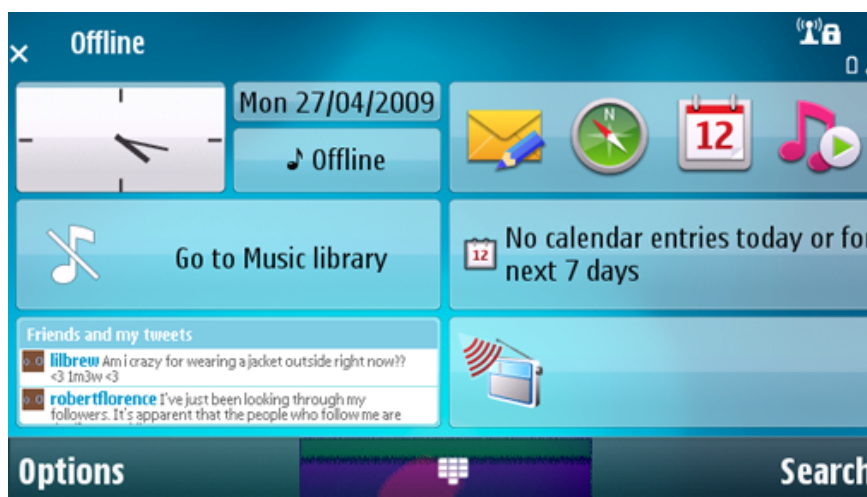 Offline
Mon 27/04/2009
Offline
N
12
Go to Music library
12
No calendar entries today or for
next 7 days
Friends and my tweets
lilbrew Am i crazy for wearing a jacket outside right now??
<3 1m3w <3
robertflorence I've just been looking through my
followers. It's apparent that the people who follow me are
Options
Search